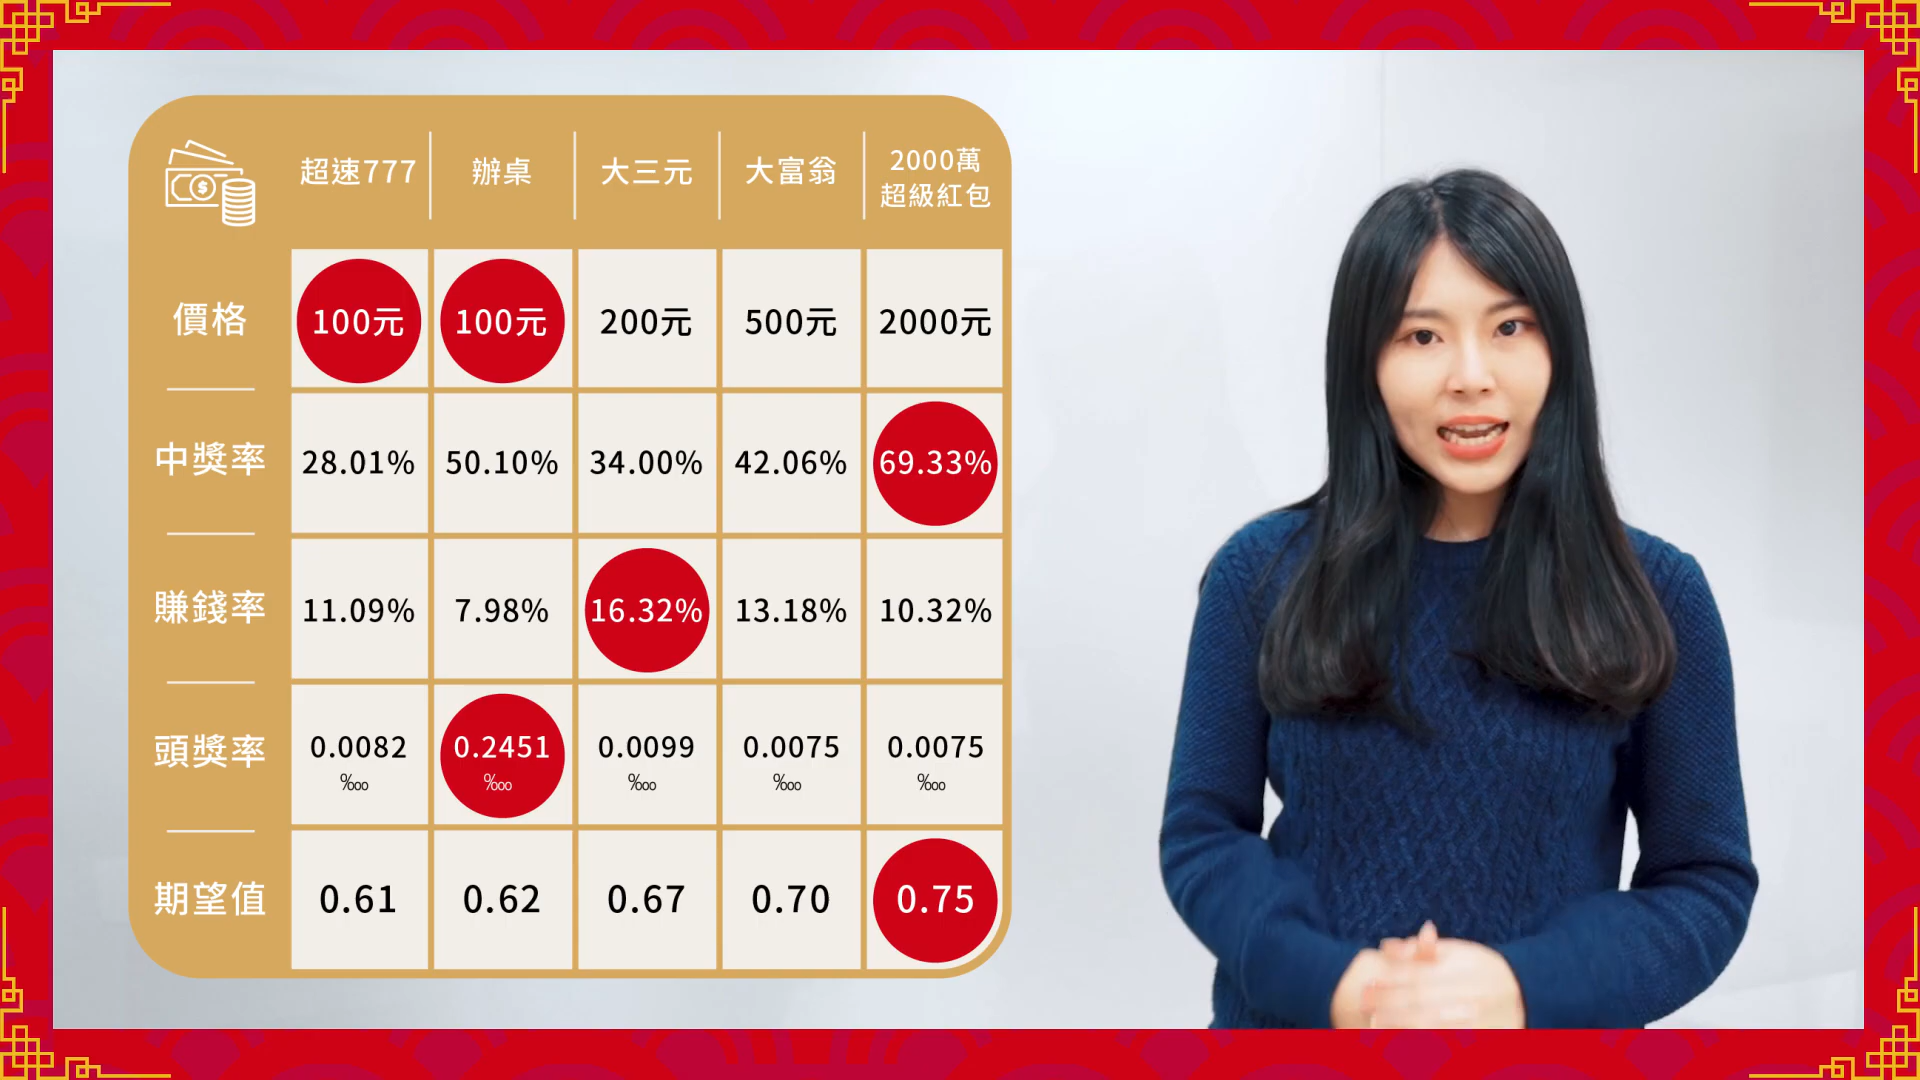 超速777 辦桌 大三元 大富翁 2000萬
超級紅包
$
價格 100元 100元 200元 500元 2000元
中獎率 28.01% 50.10% 34.00% 42.06% 69.33%
賺錢率 11.09% 7.98% 16.32% 13.18% 10.32%
頭獎率 0.0082 0.2451 0.0099 0.0075 0.0075
‱ ‱ ‱ ‱ ‱
期望值 0.61 0.62 0.67 0.70 0.75